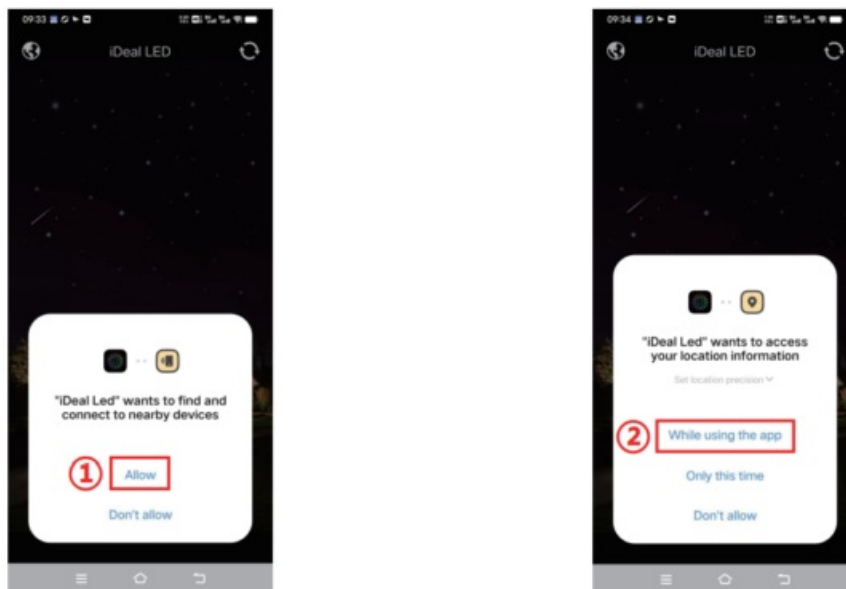 09:33
iDeal LED
"iDeal Led" wants to find and
connect to nearby devices
①
Allow
Don't allow
09:34
iDeal LED
"iDeal Led" wants to access
your location information
Set location precision
②
While using the app
Only this time
Don't allow